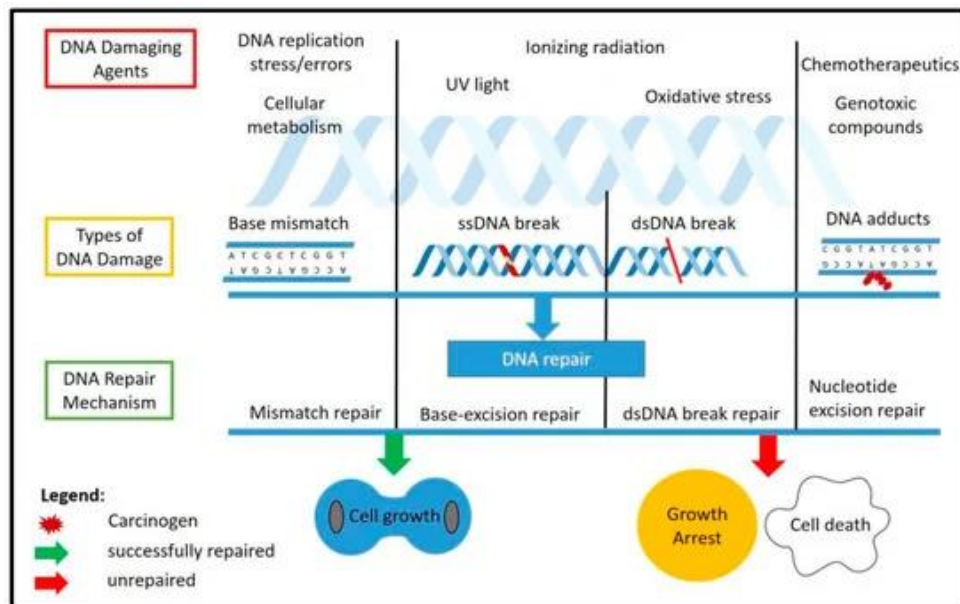 DNA Damaging
Agents
DNA replication
stress/errors
Cellular
metabolism
Ionizing radiation
UV light
Oxidative stress
Chemotherapeutics
Genotoxic
compounds
Types of
DNA Damage
Base mismatch
A T C G C T C G G T
T A G C T A G C C A
ssDNA break
dsDNA break
DNA adducts
C G G T A T C G G T
G C C A T A G C C A
DNA repair
DNA Repair
Mechanism
Mismatch repair
Base-excision repair
dsDNA break repair
Nucleotide
excision repair
Legend:
Carcinogen
successfully repaired
unrepaired
Cell growth
Growth
Arrest
Cell death